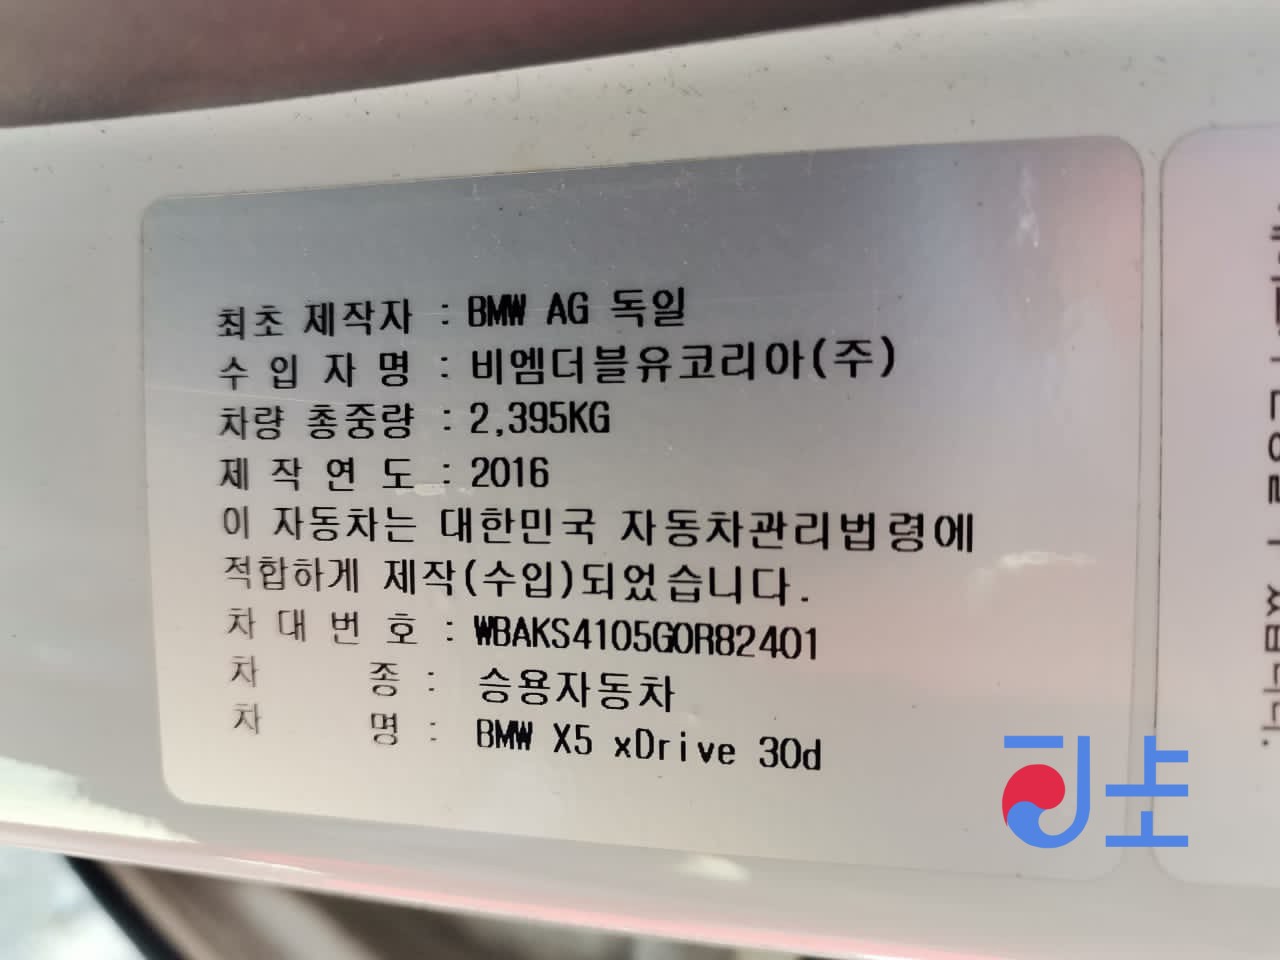 최초 제작자 : BMW AG 독일
수 입 자 명 : 비엠더블유코리아(주)
차량 총중량 : 2,395KG
제 작 연 도 : 2016
이 자동차는 대한민국 자동차관리법령에
적합하게 제작(수입)되었습니다.
차 대 번 호 : WBAKS4105G0R82401
차 종 : 승용자동차
차 명 : BMW X5 xDrive 30d